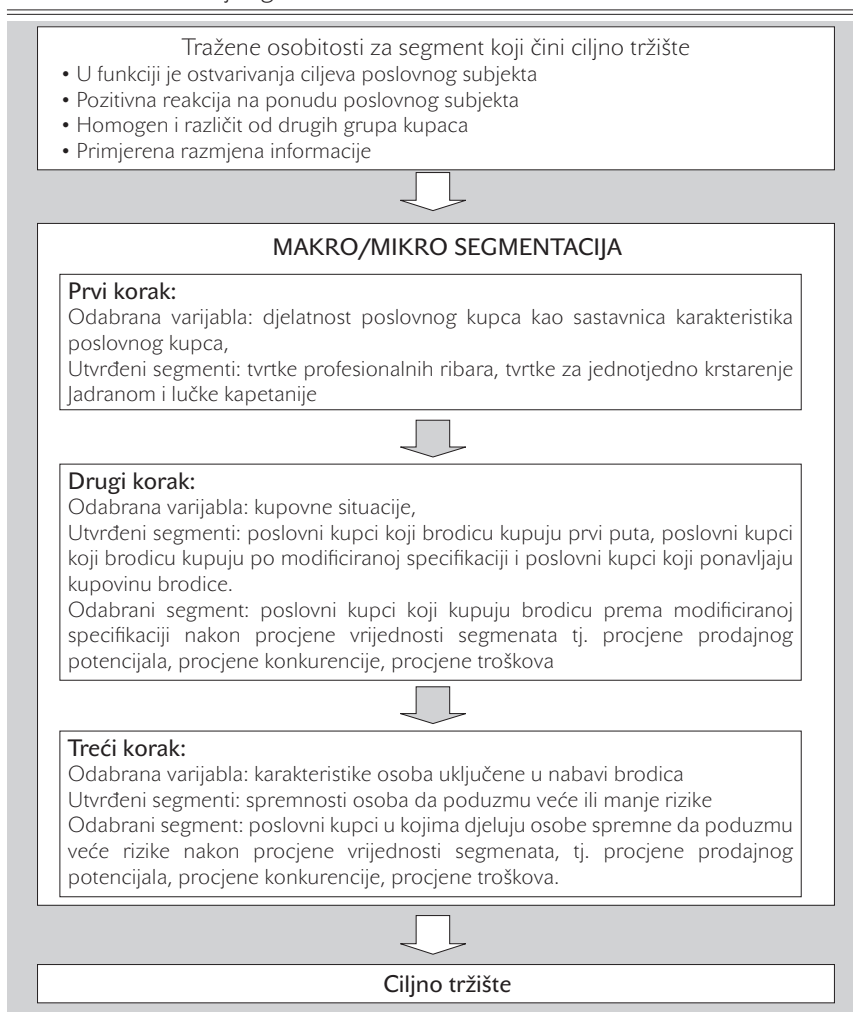 Tražene osobitosti za segment koji čini ciljno tržište
• U funkciji je ostvarivanja ciljeva poslovnog subjekta
• Pozitivna reakcija na ponudu poslovnog subjekta
• Homogen i različit od drugih grupa kupaca
• Primjerena razmjena informacije
MAKRO/MIKRO SEGMENTACIJA
Prvi korak:
Odabrana varijabla: djelatnost poslovnog kupca kao sastavnica karakteristika
poslovnog kupca,
Utvrđeni segmenti: tvrtke profesionalnih ribara, tvrtke za jednotjedno krstarenje
Jadranom i lučke kapetanije
Drugi korak:
Odabrana varijabla: kupovne situacije,
Utvrđeni segmenti: poslovni kupci koji brodicu kupuju prvi puta, poslovni kupci
koji brodicu kupuju po modificiranoj specifikaciji i poslovni kupci koji ponavljaju
kupovinu brodice.
Odabrani segment: poslovni kupci koji kupuju brodicu prema modificiranoj
specifikaciji nakon procjene vrijednosti segmenata tj. procjene prodajnog
potencijala, procjene konkurencije, procjene troškova
Treći korak:
Odabrana varijabla: karakteristike osoba uključene u nabavi brodica
Utvrđeni segmenti: spremnosti osoba da poduzmu veće ili manje rizike
Odabrani segment: poslovni kupci u kojima djeluju osobe spremne da poduzmu
veće rizike nakon procjene vrijednosti segmenata, tj. procjene prodajnog
potencijala, procjene konkurencije, procjene troškova.
Ciljno tržište